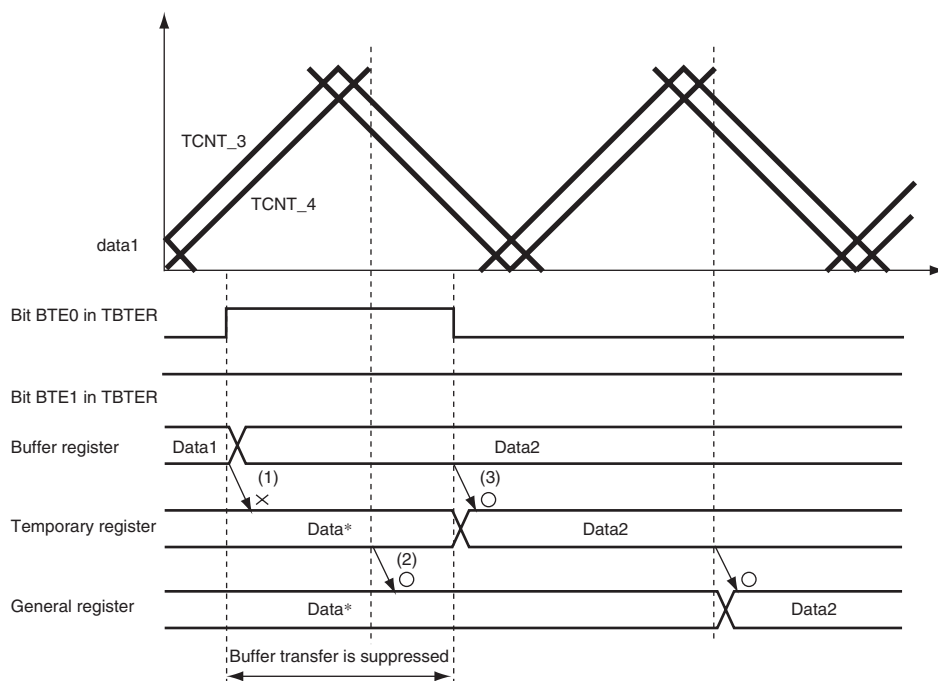 TCNT_3
TCNT_4
data1
Bit BTE0 in TBTER
Bit BTE1 in TBTER
Buffer register
Data1
Data2
(1)
(3)
Temporary register
Data*
Data2
(2)
General register
Data*
Data2
Buffer transfer is suppressed